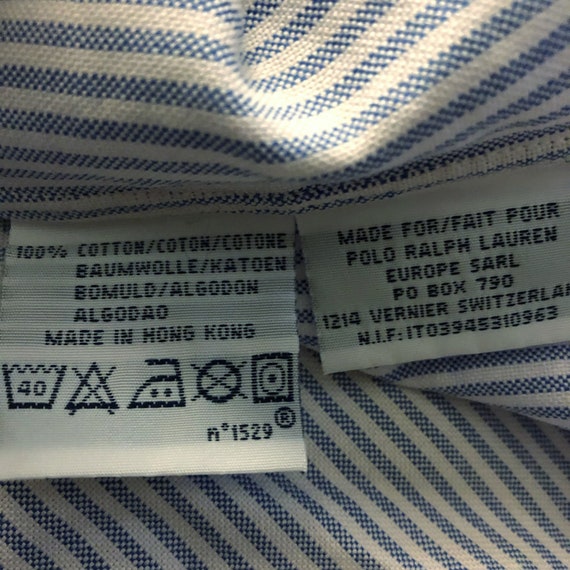 100% COTTON/COTON/COTONE
BAUMWOLLE/KATOEN
BOMULD/ALGODON
ALGODAO
MADE IN HONG KONG
40
n°1529®
MADE FOR/FAIT POUR
POLO RALPH LAUREN
EUROPE SARL
PO BOX 790
1214 VERNIER SWITZERLAN
N.I.F:IT03945310963